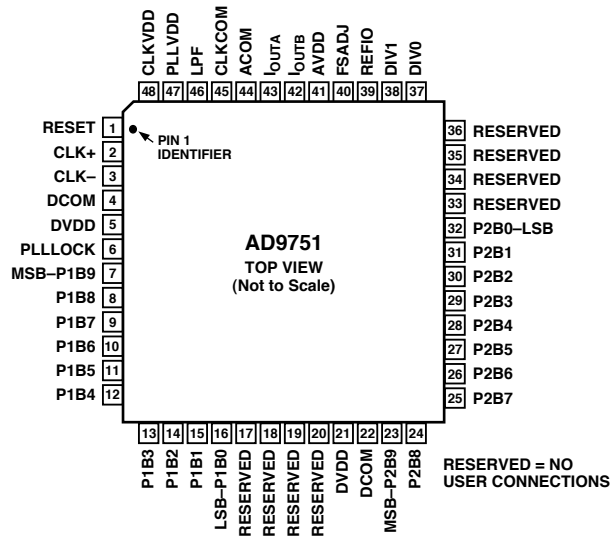 CLKVDD
PLLVDD
LPF
CLKCOM
ACOM
IOUTA
IOUTB
AVDD
FSADJ
REFIO
DIV1
DIV0
48 47 46 45 44 43 42 41 40 39 38 37
RESET 1
CLK+ 2
CLK– 3
DCOM 4
DVDD 5
PLLLOCK 6
MSB–P1B9 7
P1B8 8
P1B7 9
P1B6 10
P1B5 11
P1B4 12
PIN 1
IDENTIFIER
AD9751
TOP VIEW
(Not to Scale)
36 RESERVED
35 RESERVED
34 RESERVED
33 RESERVED
32 P2B0–LSB
31 P2B1
30 P2B2
29 P2B3
28 P2B4
27 P2B5
26 P2B6
25 P2B7
13 14 15 16 17 18 19 20 21 22 23 24
P1B3
P1B2
P1B1
LSB–P1B0
RESERVED
RESERVED
RESERVED
RESERVED
DVDD
DCOM
MSB–P2B9
P2B8
RESERVED = NO
USER CONNECTIONS